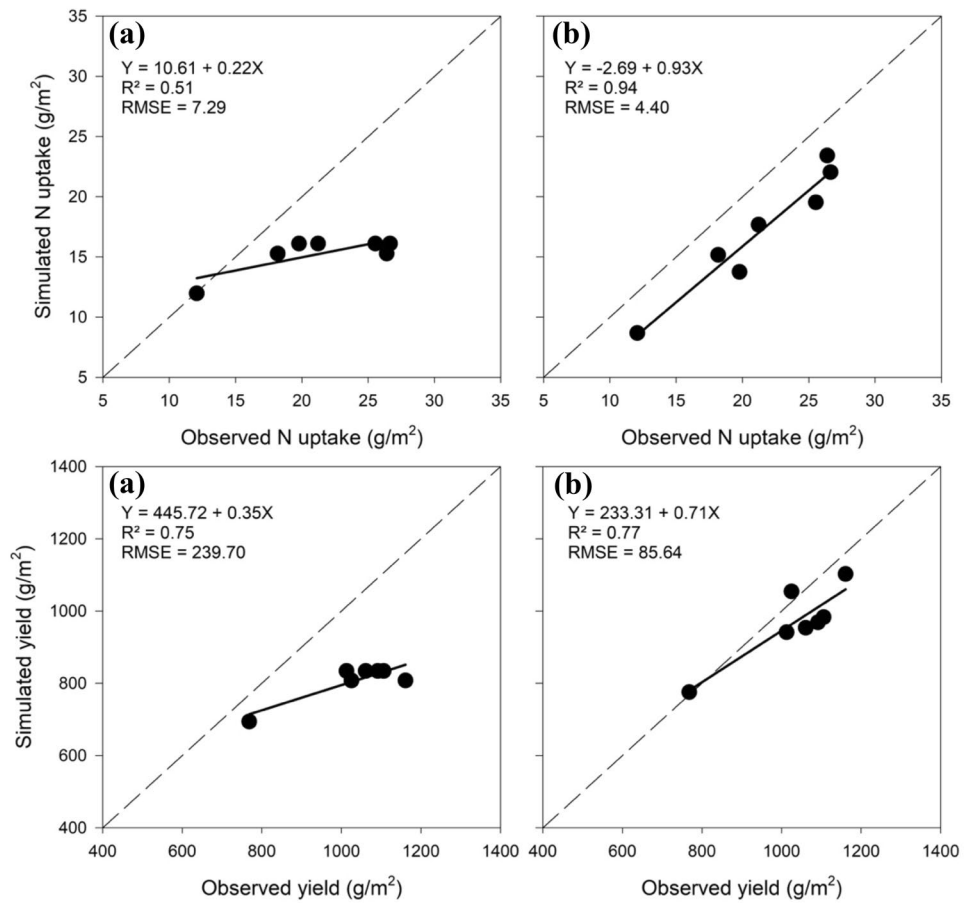 (a)
Y = 10.61 + 0.22X
R² = 0.51
RMSE = 7.29
35
30
25
20
15
10
5
Simulated N uptake (g/m²)
5 10 15 20 25 30 35
Observed N uptake (g/m²)
(b)
Y = -2.69 + 0.93X
R² = 0.94
RMSE = 4.40
5 10 15 20 25 30 35
Observed N uptake (g/m²)
(a)
Y = 445.72 + 0.35X
R² = 0.75
RMSE = 239.70
1400
1200
1000
800
600
400
Simulated yield (g/m²)
400 600 800 1000 1200 1400
Observed yield (g/m²)
(b)
Y = 233.31 + 0.71X
R² = 0.77
RMSE = 85.64
400 600 800 1000 1200 1400
Observed yield (g/m²)